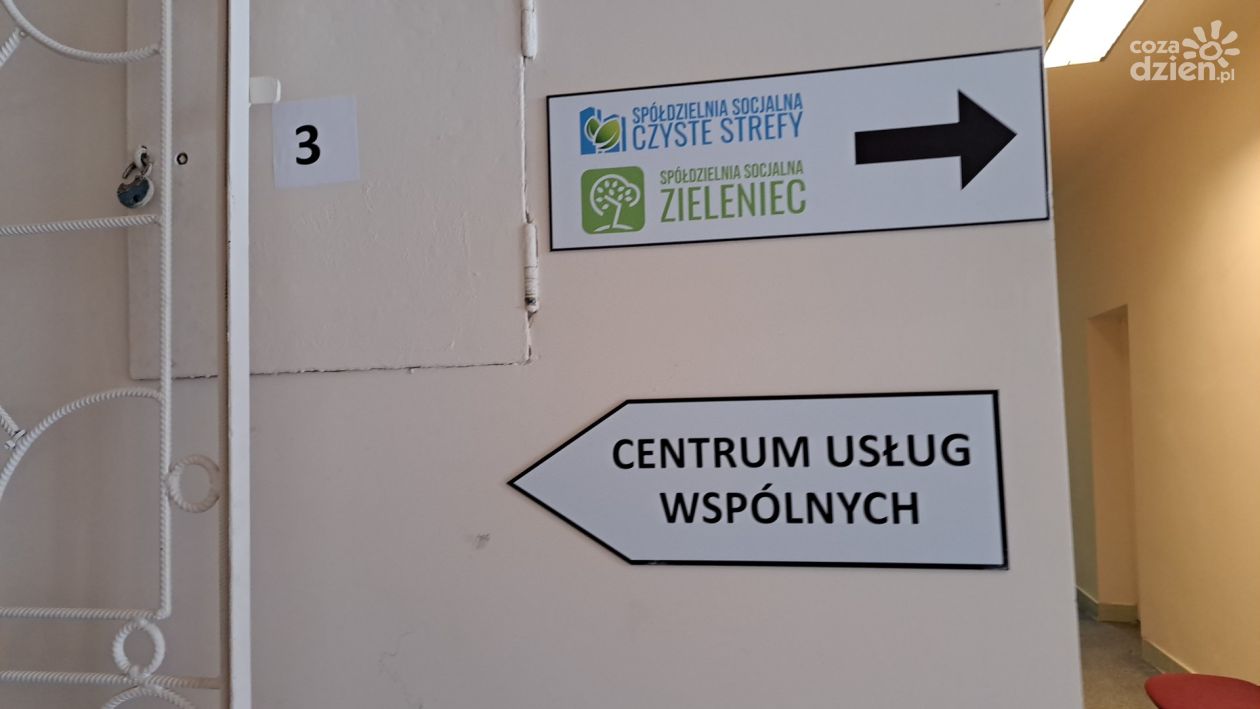 coza
dzien.pl
3
SPÓŁDZIELNIA SOCJALNA
CZYSTE STREFY
SPÓŁDZIELNIA SOCJALNA
ZIELENIEC
CENTRUM USŁUG
WSPÓLNYCH